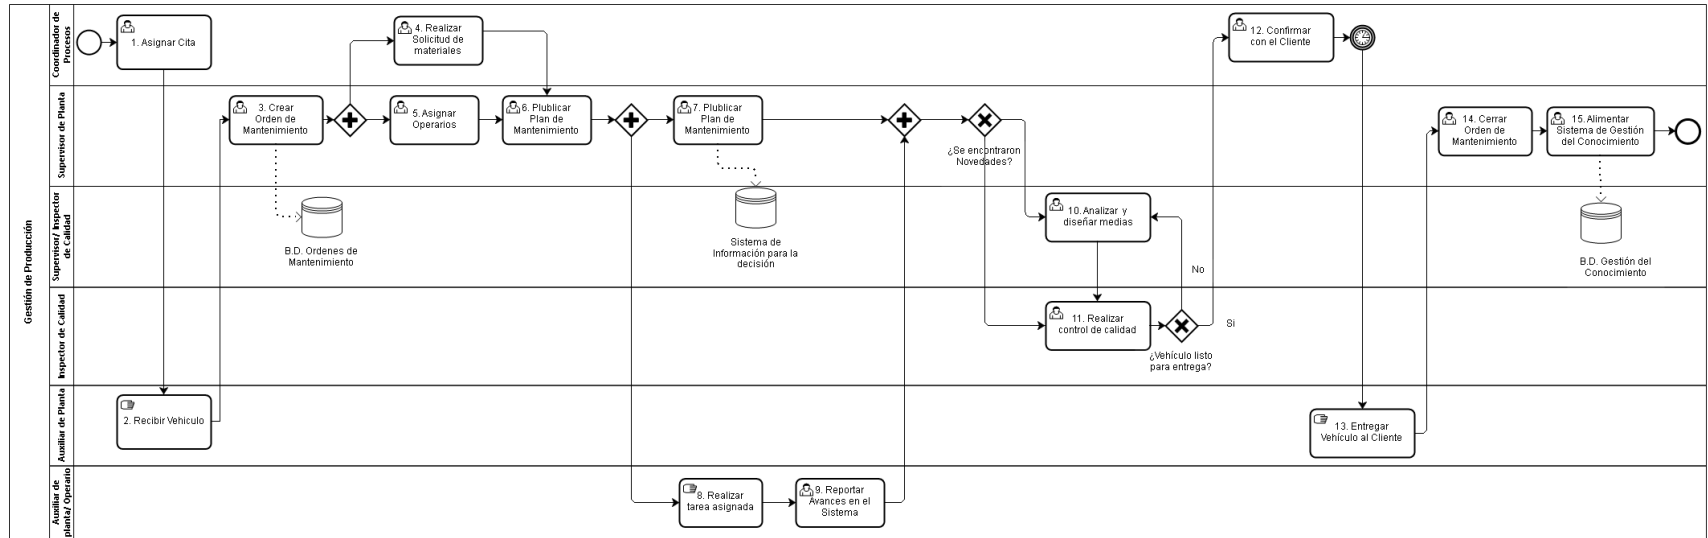 Gestión de Producción
Coordinador de
Procesos
1. Asignar Cita
4. Realizar
Solicitud de
materiales
12. Confirmar
con el Cliente
Supervisor de Planta
3. Crear
Orden de
Mantenimiento
5. Asignar
Operarios
6. Plublicar
Plan de
Mantenimiento
7. Plublicar
Plan de
Mantenimiento
¿Se encontraron
Novedades?
14. Cerrar
Orden de
Mantenimiento
15. Alimentar
Sistema de Gestión
del Conocimiento
Supervisor/ Inspector
de Calidad
B.D. Ordenes de
Mantenimiento
Sistema de
Información para la
decisión
10. Analizar y
diseñar medias
No
B.D. Gestión del
Conocimiento
Inspector de Calidad
11. Realizar
control de calidad
Si
¿Vehículo listo
para entrega?
Auxiliar de Planta
2. Recibir Vehiculo
13. Entregar
Vehículo al Cliente
Auxiliar de
planta/ Operario
8. Realizar
tarea asignada
9. Reportar
Avances en el
Sistema